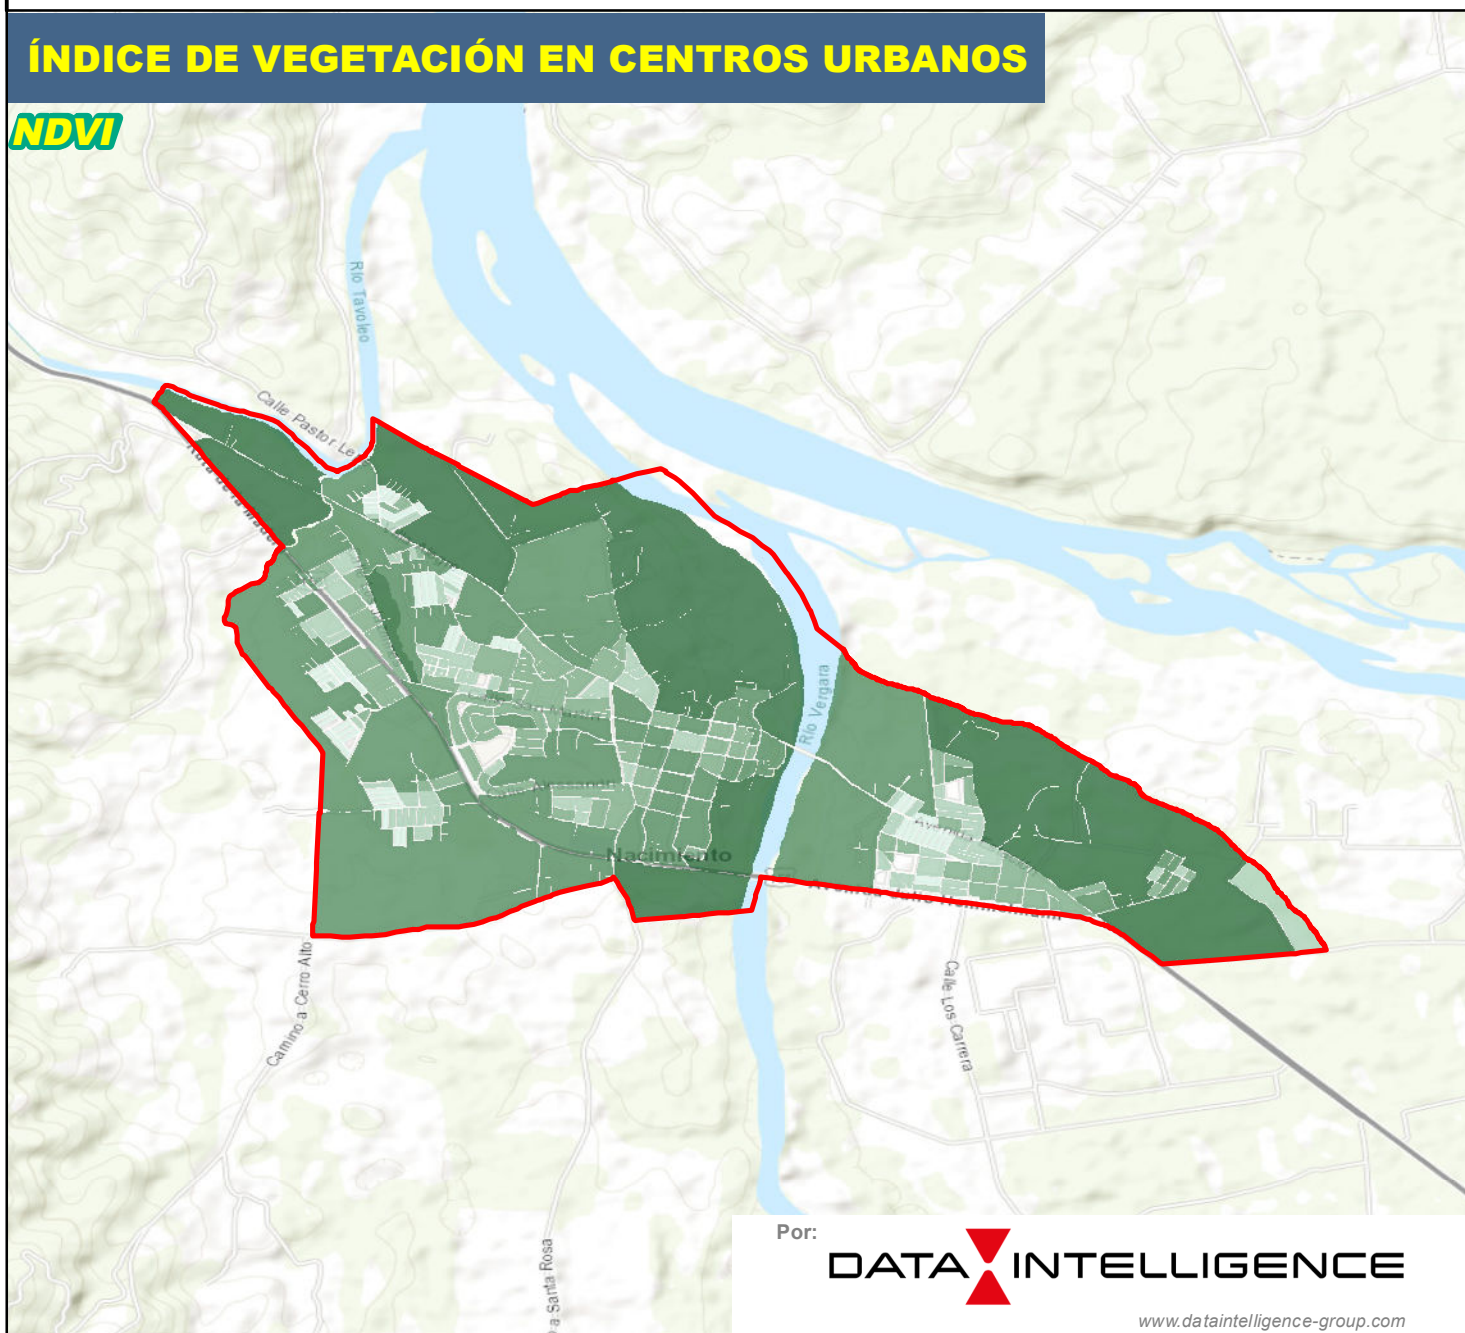 ÍNDICE DE VEGETACIÓN EN CENTROS URBANOS
NDVI
Río Tavoleo
Calle Pastor Le
Río Vergara
Nacimiento
Calle Los Carrera
Camino a Cerro Alto
a Santa Rosa
Por:
DATA INTELLIGENCE
www.dataintelligence-group.com